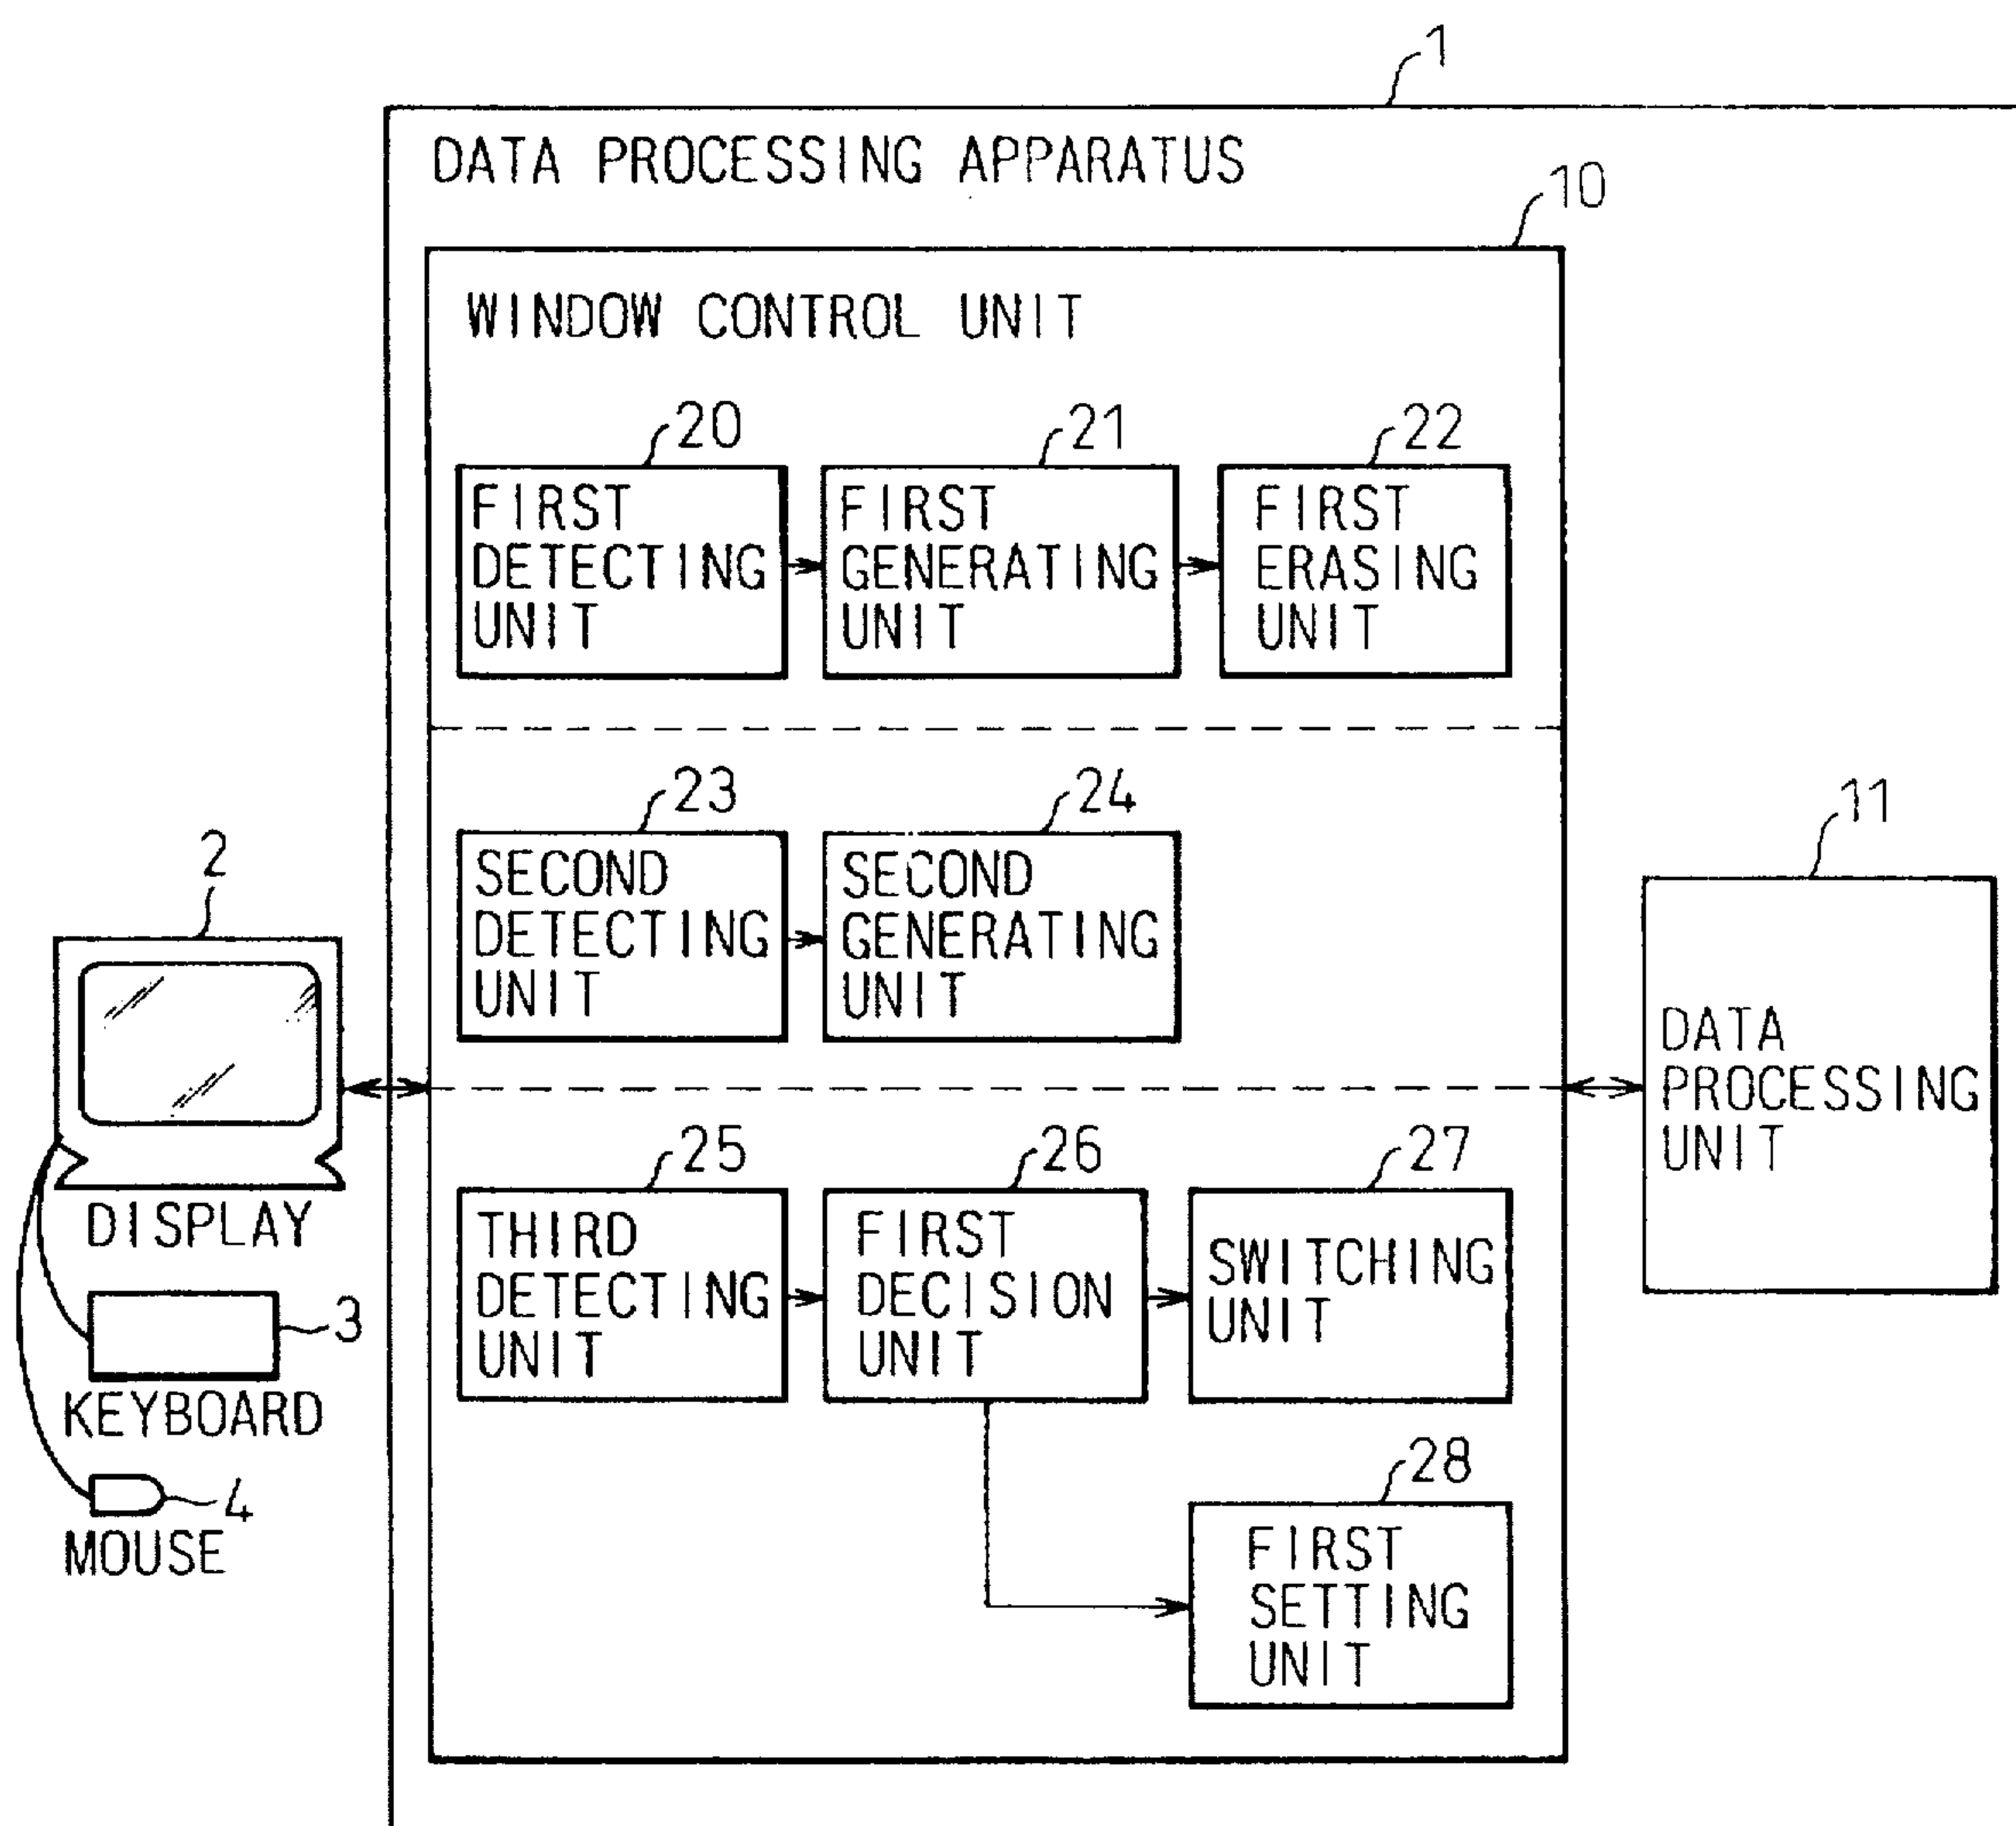 1
DATA PROCESSING APPARATUS
10
WINDOW CONTROL UNIT
20
21
22
FIRST
DETECTING
UNIT
FIRST
GENERATING
UNIT
FIRST
ERASING
UNIT
23
24
SECOND
DETECTING
UNIT
SECOND
GENERATING
UNIT
11
DATA
PROCESSING
UNIT
2
DISPLAY
3
KEYBOARD
4
MOUSE
25
26
27
THIRD
DETECTING
UNIT
FIRST
DECISION
UNIT
SWITCHING
UNIT
28
FIRST
SETTING
UNIT